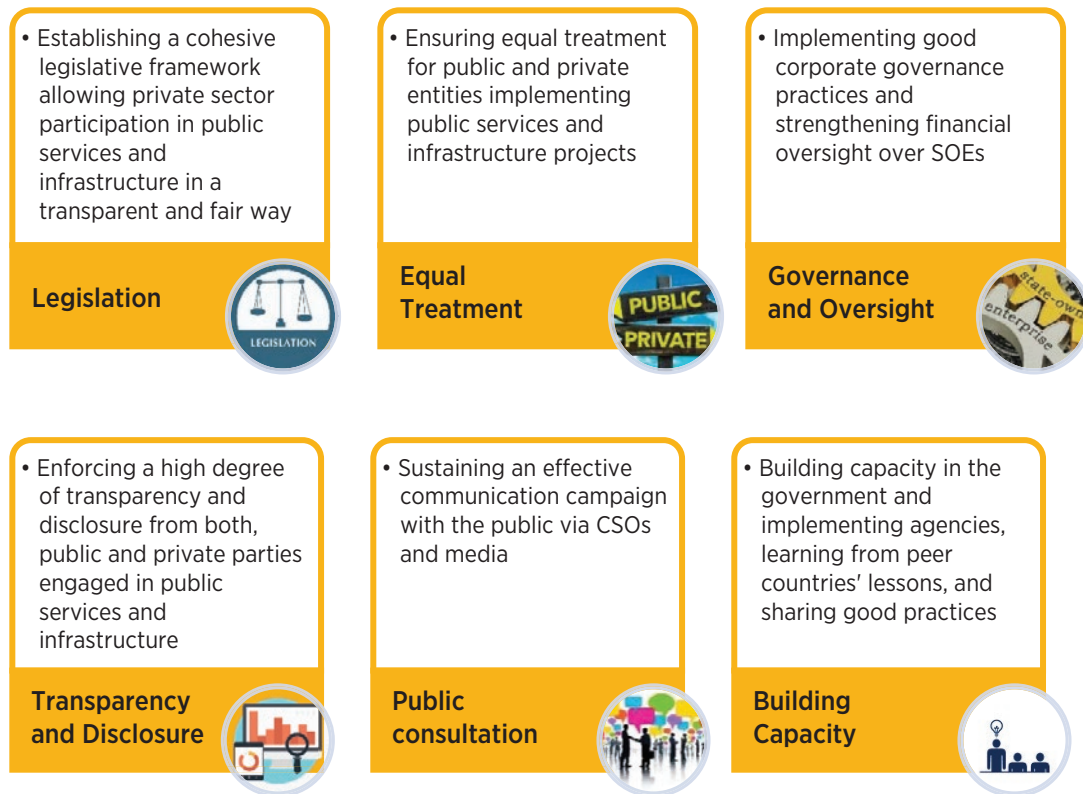 • Establishing a cohesive
legislative framework
allowing private sector
participation in public
services and
infrastructure in a
transparent and fair way
Legislation
LEGISLATION
• Ensuring equal treatment
for public and private
entities implementing
public services and
infrastructure projects
Equal
Treatment
PUBLIC
PRIVATE
• Implementing good
corporate governance
practices and
strengthening financial
oversight over SOEs
Governance
and Oversight
state-own
enterprise
• Enforcing a high degree
of transparency and
disclosure from both,
public and private parties
engaged in public
services and
infrastructure
Transparency
and Disclosure
• Sustaining an effective
communication campaign
with the public via CSOs
and media
Public
consultation
• Building capacity in the
government and
implementing agencies,
learning from peer
countries' lessons, and
sharing good practices
Building
Capacity